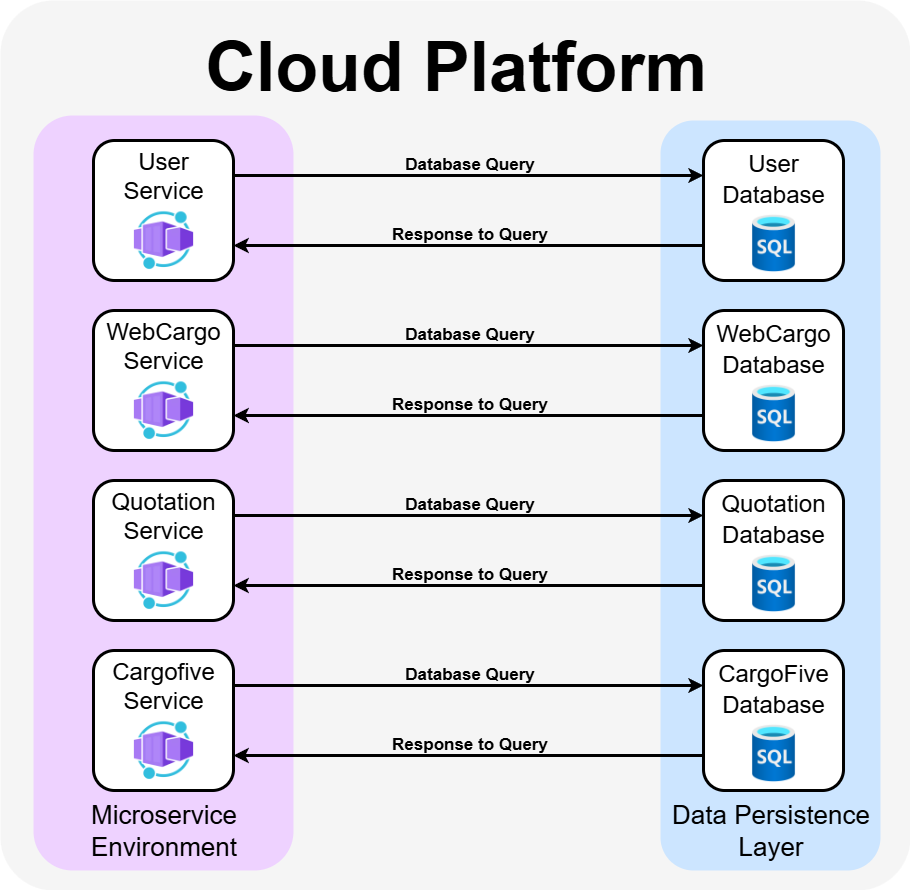 Cloud Platform
User
Service
Database Query
Response to Query
User
Database
SQL
WebCargo
Service
Database Query
Response to Query
WebCargo
Database
SQL
Quotation
Service
Database Query
Response to Query
Quotation
Database
SQL
Cargofive
Service
Database Query
Response to Query
CargoFive
Database
SQL
Microservice
Environment
Data Persistence
Layer